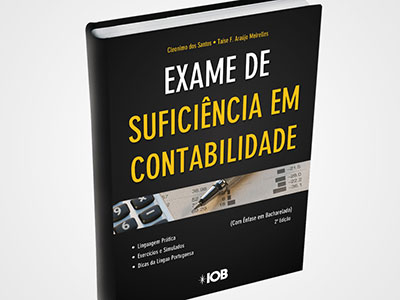 Cleonimo dos Santos • Taise F. Araújo Meirelles
EXAME DE
SUFICIÊNCIA EM
CONTABILIDADE
(Com Ênfase em Bacharelado)
2ª Edição
• Linguagem Prática
• Exercícios e Simulados
• Dicas da Língua Portuguesa
IOB